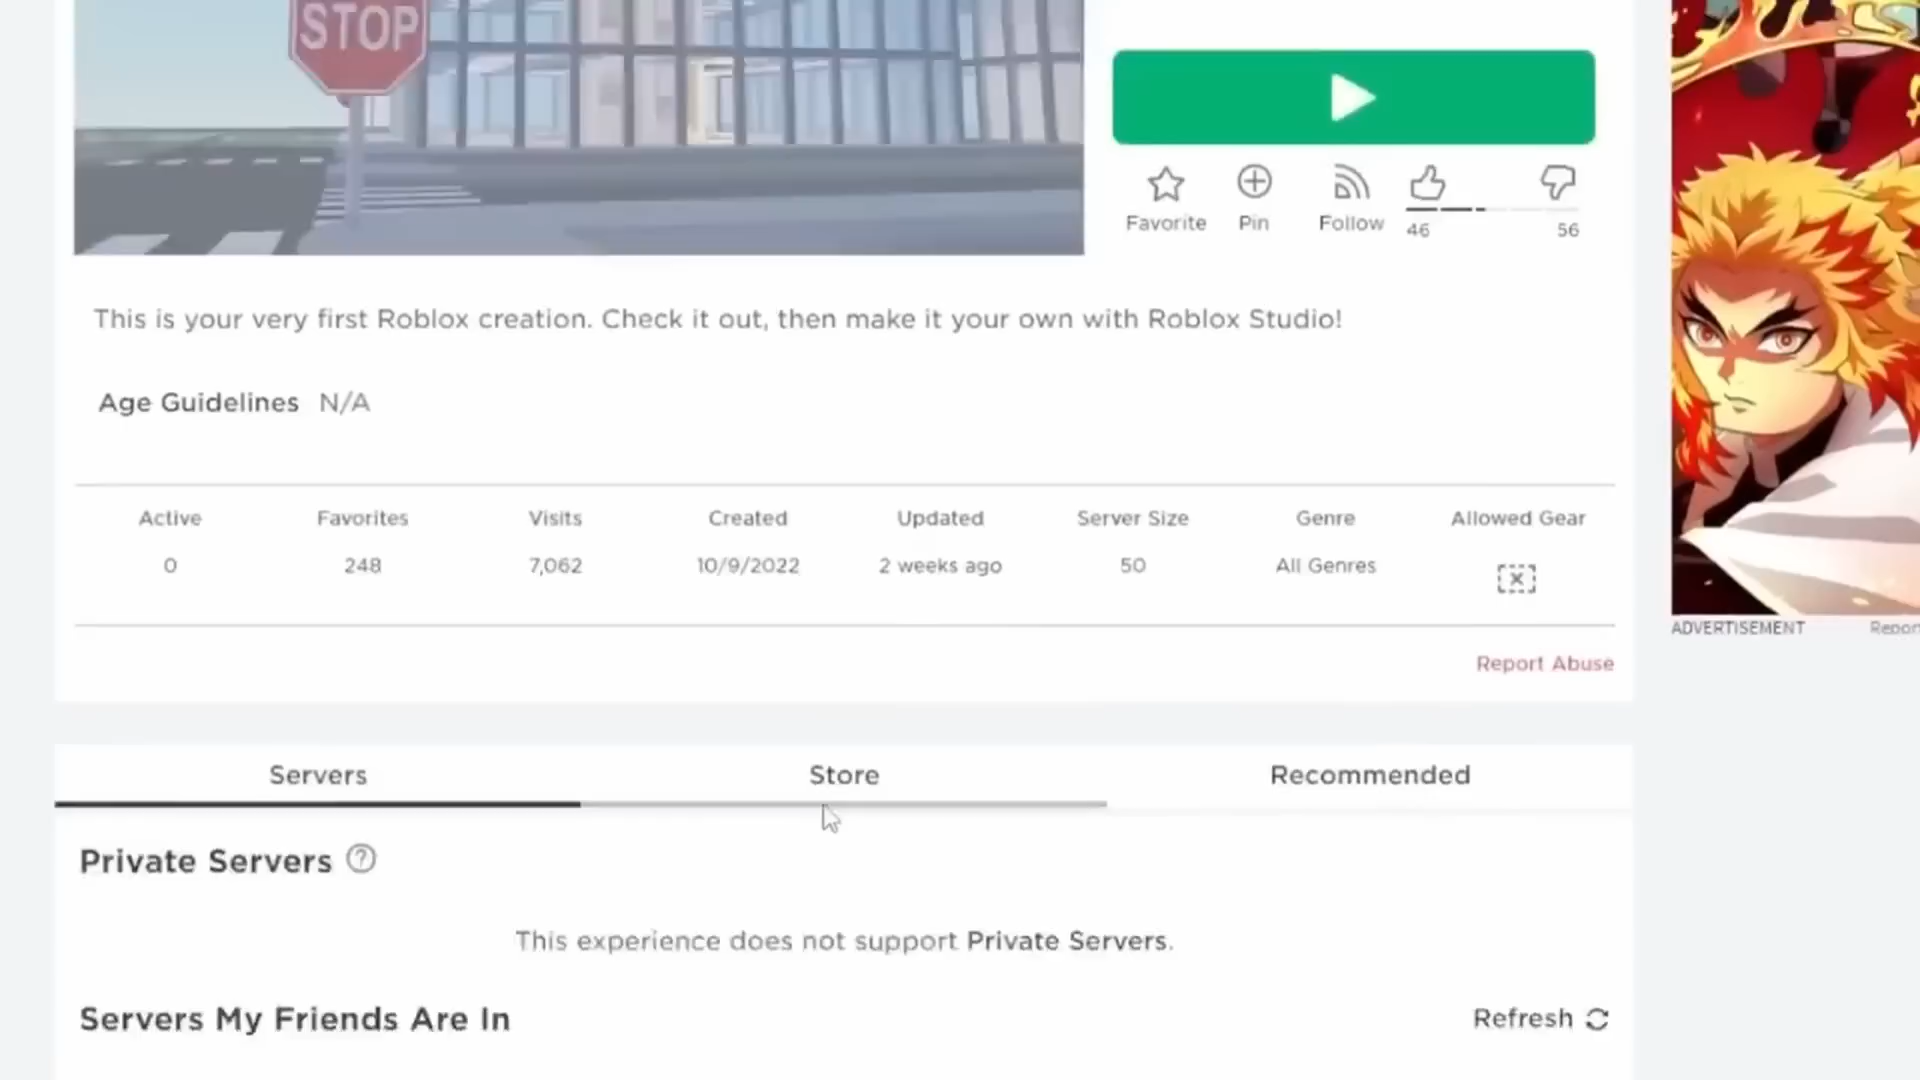 STOP
Favorite Pin Follow 46 56
This is your very first Roblox creation. Check it out, then make it your own with Roblox Studio!
Age Guidelines N/A
Active Favorites Visits Created Updated Server Size Genre Allowed Gear
0 248 7,062 10/9/2022 2 weeks ago 50 All Genres
ADVERTISEMENT Repor
Report Abuse
Servers Store Recommended
Private Servers
This experience does not support Private Servers.
Servers My Friends Are In Refresh